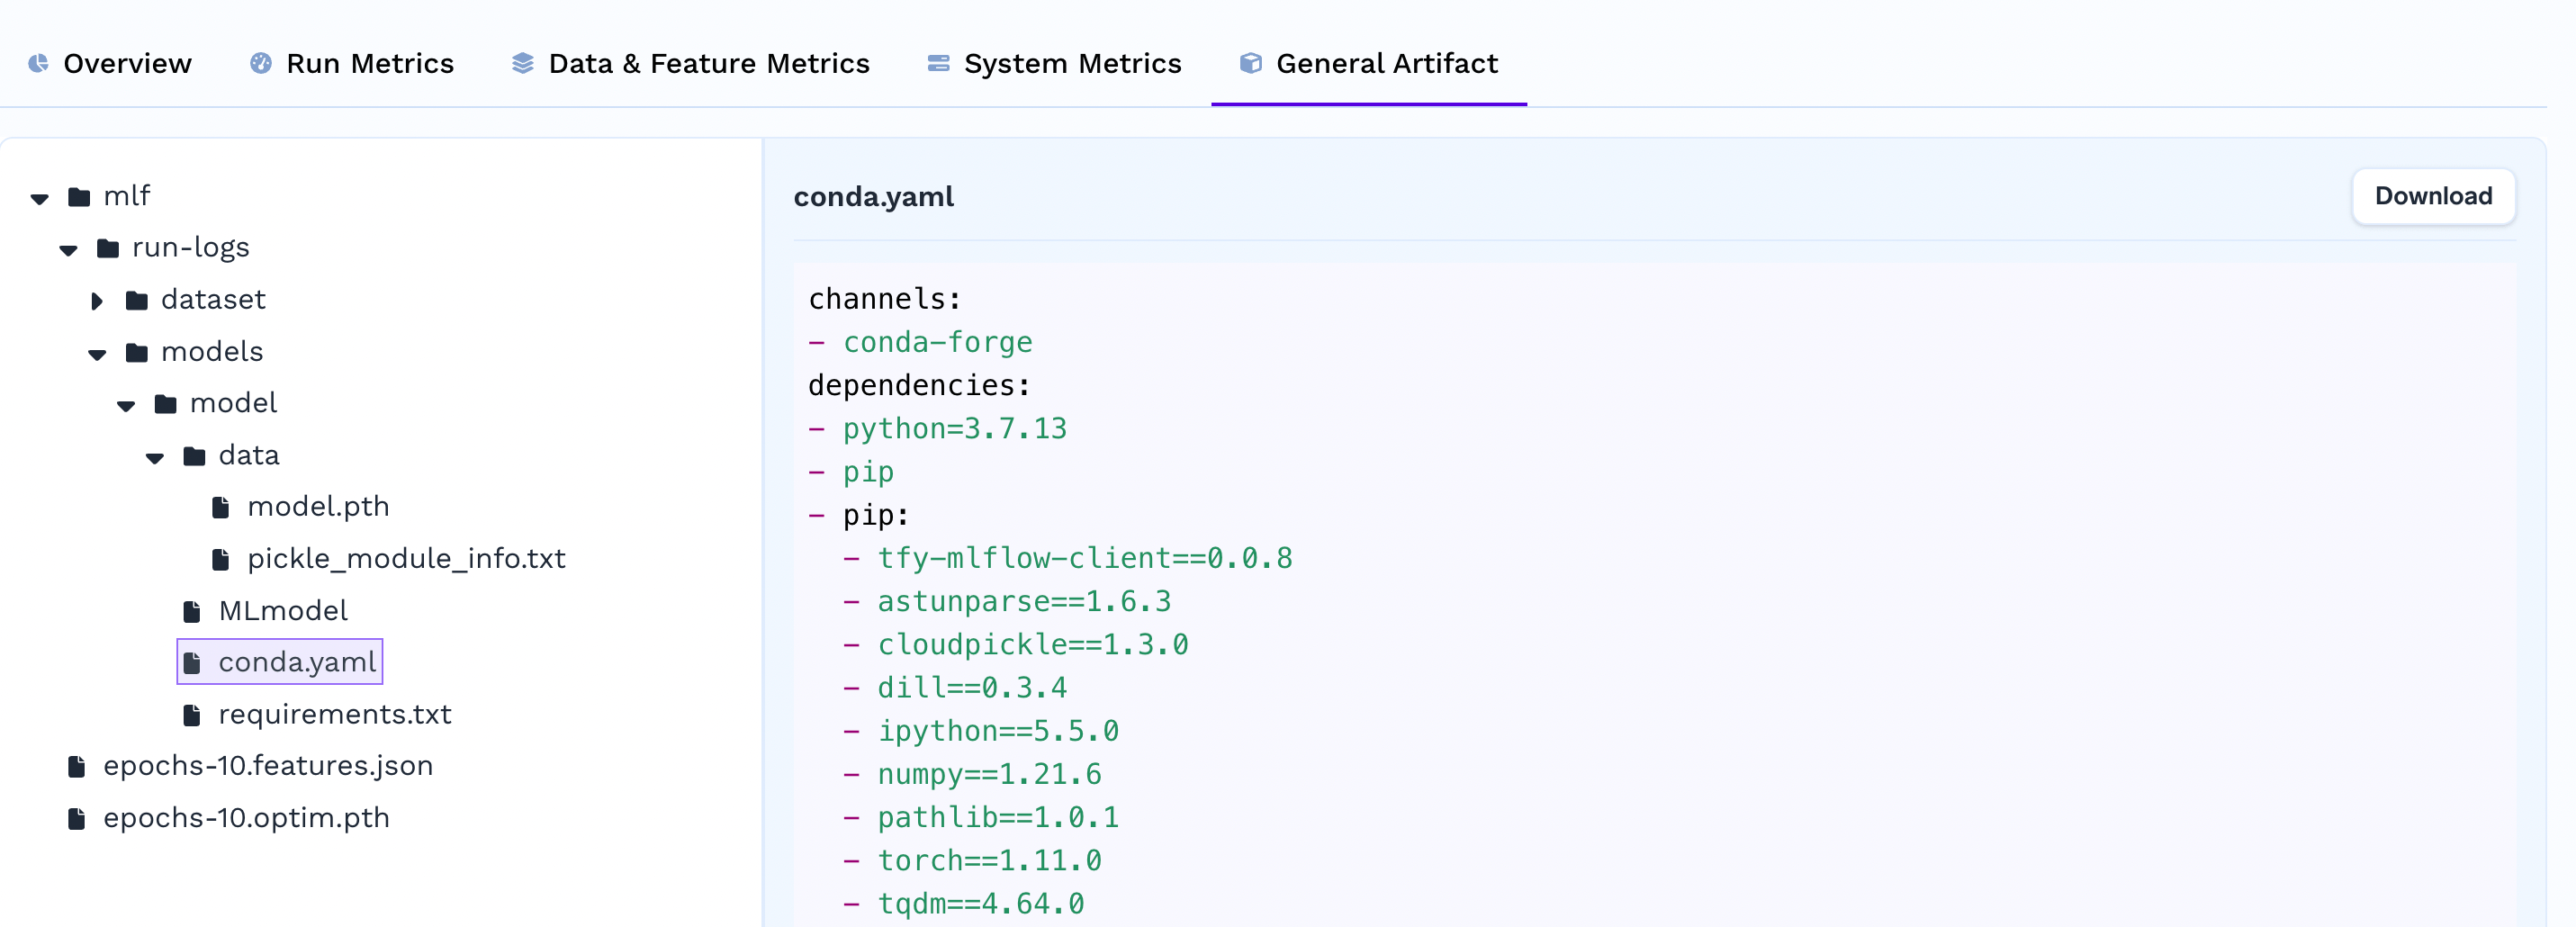 Overview Run Metrics Data & Feature Metrics System Metrics General Artifact
mlf
run-logs
dataset
models
model
data
model.pth
pickle_module_info.txt
MLmodel
conda.yaml
requirements.txt
epochs-10.features.json
epochs-10.optim.pth
conda.yaml
Download
channels:
- conda-forge
dependencies:
- python=3.7.13
- pip
- pip:
  - tfy-mlflow-client==0.0.8
  - astunparse==1.6.3
  - cloudpickle==1.3.0
  - dill==0.3.4
  - ipython==5.5.0
  - numpy==1.21.6
  - pathlib==1.0.1
  - torch==1.11.0
  - tqdm==4.64.0